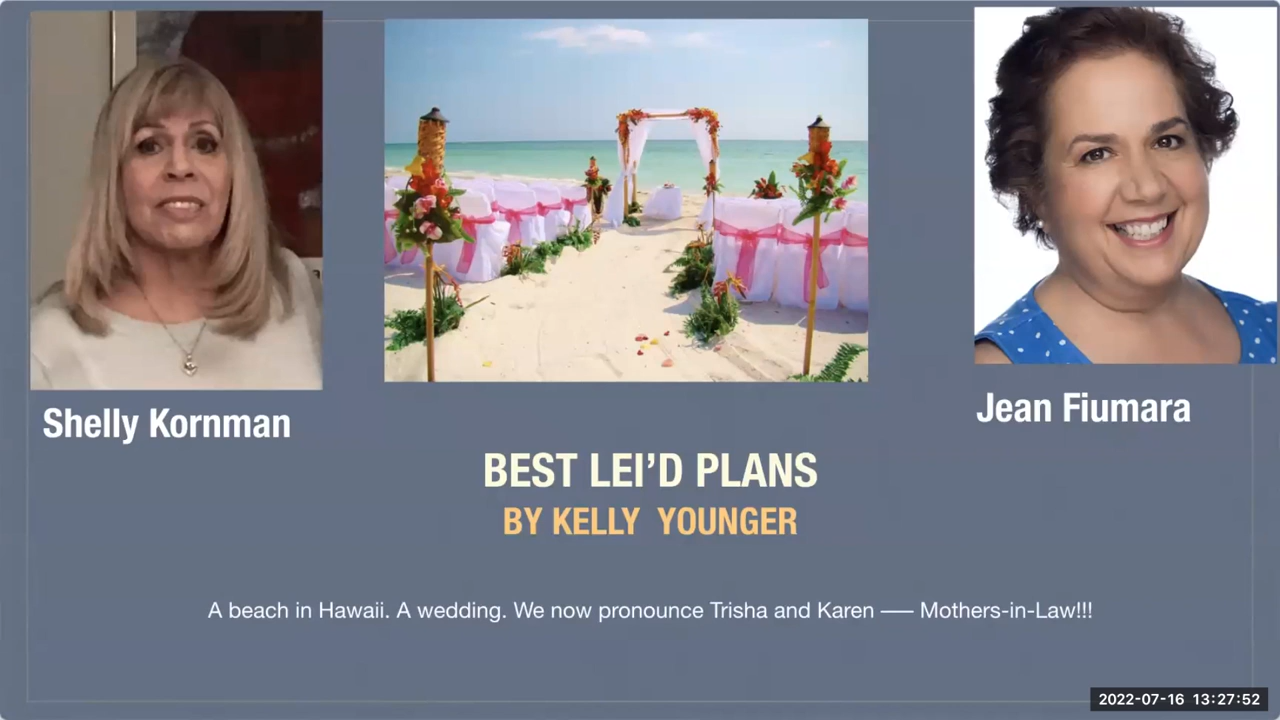 Shelly Kornman
Jean Fiumara
BEST LEI’D PLANS
BY KELLY YOUNGER
A beach in Hawaii. A wedding. We now pronounce Trisha and Karen —– Mothers-in-Law!!!
2022-07-16 13:27:52